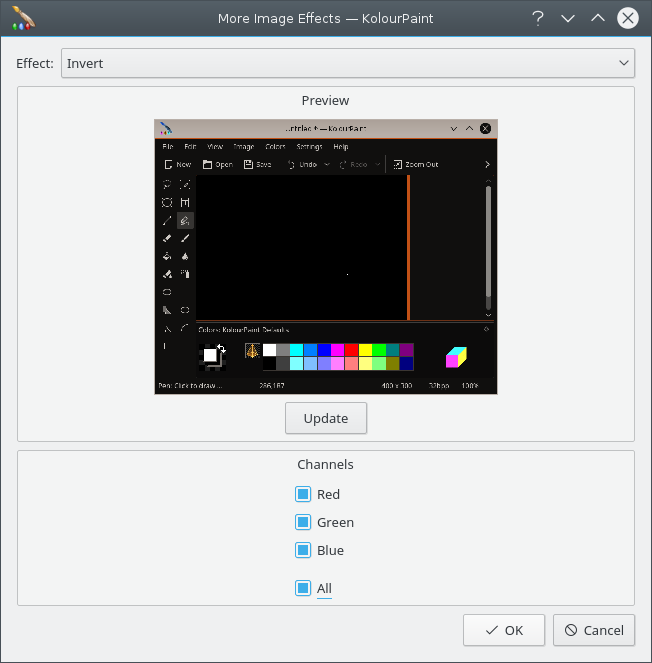 More Image Effects — KolourPaint
Effect: Invert
Preview
Untitled * — KolourPaint
File Edit View Image Colors Settings Help
New Open Save Undo Redo Zoom Out
Colors: KolourPaint Defaults
Pen: Click to draw ... 286,187 400 x 300 32bpp 100%
Update
Channels
Red
Green
Blue
All
OK Cancel